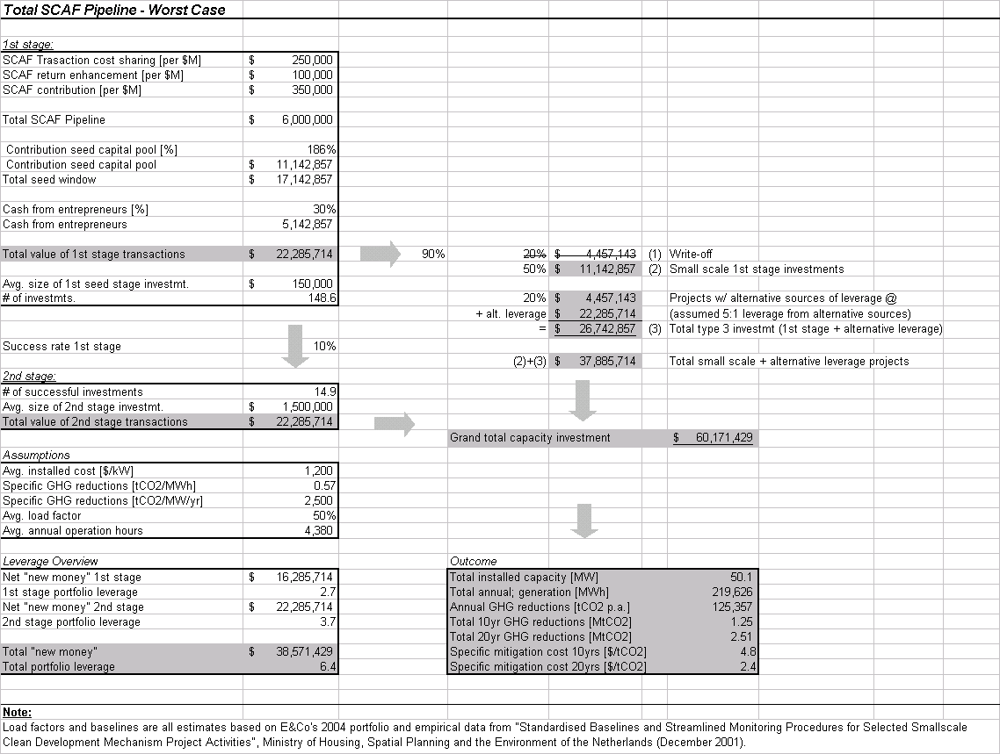 Total SCAF Pipeline - Worst Case
1st stage:
SCAF Trasaction cost sharing [per $M] $ 250,000
SCAF return enhancement [per $M] $ 100,000
SCAF contribution [per $M] $ 350,000
Total SCAF Pipeline $ 6,000,000
Contribution seed capital pool [%] 186%
Contribution seed capital pool $ 11,142,857
Total seed window $ 17,142,857
Cash from entrepreneurs [%] 30%
Cash from entrepreneurs 5,142,857
Total value of 1st stage transactions $ 22,285,714 90% 20% $ 4,457,143 (1) Write-off
50% $ 11,142,857 (2) Small scale 1st stage investments
Avg. size of 1st seed stage investmt. $ 150,000
# of investmts. 148.6 20% $ 4,457,143 Projects w/ alternative sources of leverage @
+ alt. leverage $ 22,285,714 (assumed 5:1 leverage from alternative sources)
= $ 26,742,857 (3) Total type 3 investmt (1st stage + alternative leverage)
Success rate 1st stage 10%
(2)+(3) $ 37,885,714 Total small scale + alternative leverage projects
2nd stage:
# of successful investments 14.9
Avg. size of 2nd stage investmt. $ 1,500,000
Total value of 2nd stage transactions $ 22,285,714
Grand total capacity investment $ 60,171,429
Assumptions
Avg. installed cost [$/kW] 1,200
Specific GHG reductions [tCO2/MWh] 0.57
Specific GHG reductions [tCO2/MW/yr] 2,500
Avg. load factor 50%
Avg. annual operation hours 4,380
Leverage Overview
Net "new money" 1st stage $ 16,285,714
1st stage portfolio leverage 2.7
Net "new money" 2nd stage $ 22,285,714
2nd stage portfolio leverage 3.7
Total "new money" $ 38,571,429
Total portfolio leverage 6.4
Outcome
Total installed capacity [MW] 50.1
Total annual; generation [MWh] 219,626
Annual GHG reductions [tCO2 p.a.] 125,357
Total 10yr GHG reductions [MtCO2] 1.25
Total 20yr GHG reductions [MtCO2] 2.51
Specific mitigation cost 10yrs [$/tCO2] 4.8
Specific mitigation cost 20yrs [$/tCO2] 2.4
Note:
Load factors and baselines are all estimates based on E&Co's 2004 portfolio and empirical data from "Standardised Baselines and Streamlined Monitoring Procedures for Selected Smallscale
Clean Development Mechanism Project Activities", Ministry of Housing, Spatial Planning and the Environment of the Netherlands (December 2001).